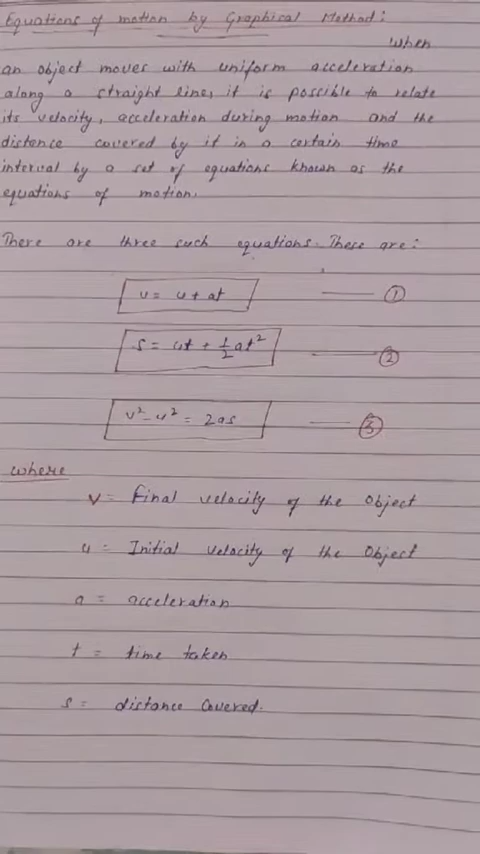 Equations of motion by Graphical Method:
when
an object moves with uniform acceleration
along a straight line, it is possible to relate
its velocity, acceleration during motion and the
distance covered by it in a certain time
interval by a set of equations known as the
equations of motion.
There are three such equations. These are:
v = u + at ①
s = ut + 1/2 at² ②
v² - u² = 2as ③
where
v = Final velocity of the Object
u = Initial velocity of the Object
a = acceleration
t = time taken
s = distance Covered.